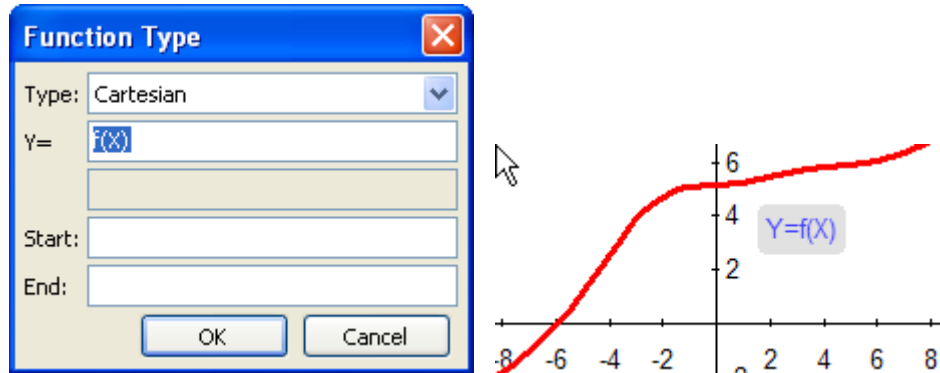 Function Type
Type: Cartesian
Y= f(X)
Start:
End:
OK Cancel
6
4
Y=f(X)
2
-8 -6 -4 -2 2 4 6 8